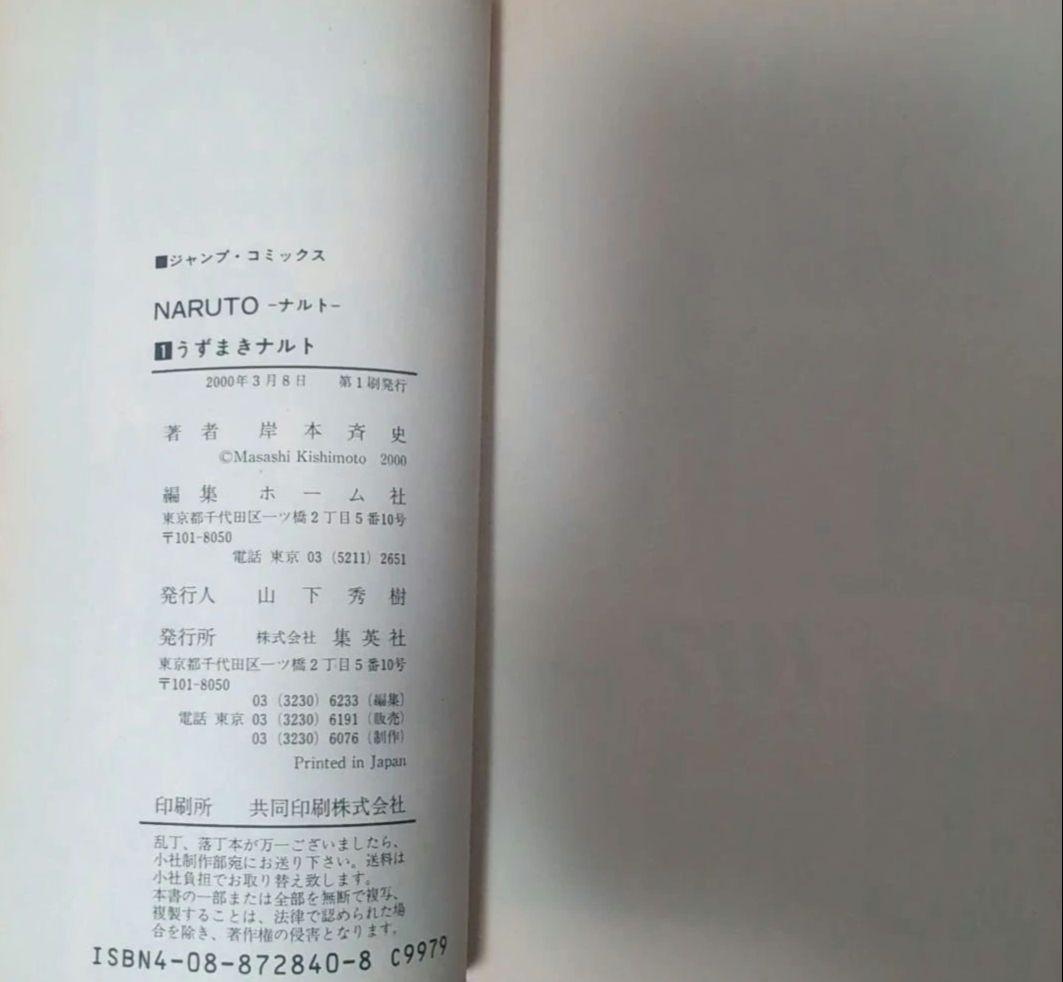 ■ジャンプ・コミックス
NARUTO −ナルト−
1うずまきナルト
2000年3月8日 第1刷発行
著者 岸本斉史
©Masashi Kishimoto 2000
編集 ホーム社
東京都千代田区一ツ橋2丁目5番10号
〒101-8050
電話 東京 03 (5211) 2651
発行人 山下秀樹
発行所 株式会社 集英社
東京都千代田区一ツ橋2丁目5番10号
〒101-8050
03 (3230) 6233 (編集)
電話 東京 03 (3230) 6191 (販売)
03 (3230) 6076 (制作)
Printed in Japan
印刷所 共同印刷株式会社
乱丁、落丁本が万一ございましたら、
小社制作部宛にお送り下さい。送料は
小社負担でお取り替え致します。
本書の一部または全部を無断で複写、
複製することは、法律で認められた場
合を除き、著作権の侵害となります。
ISBN4-08-872840-8 C9979